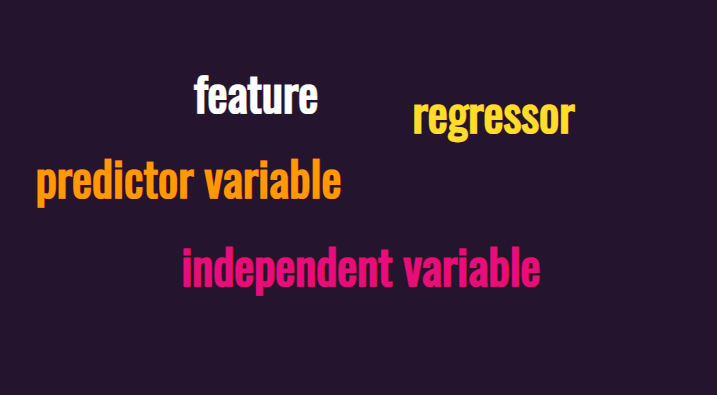 feature
regressor
predictor variable
independent variable